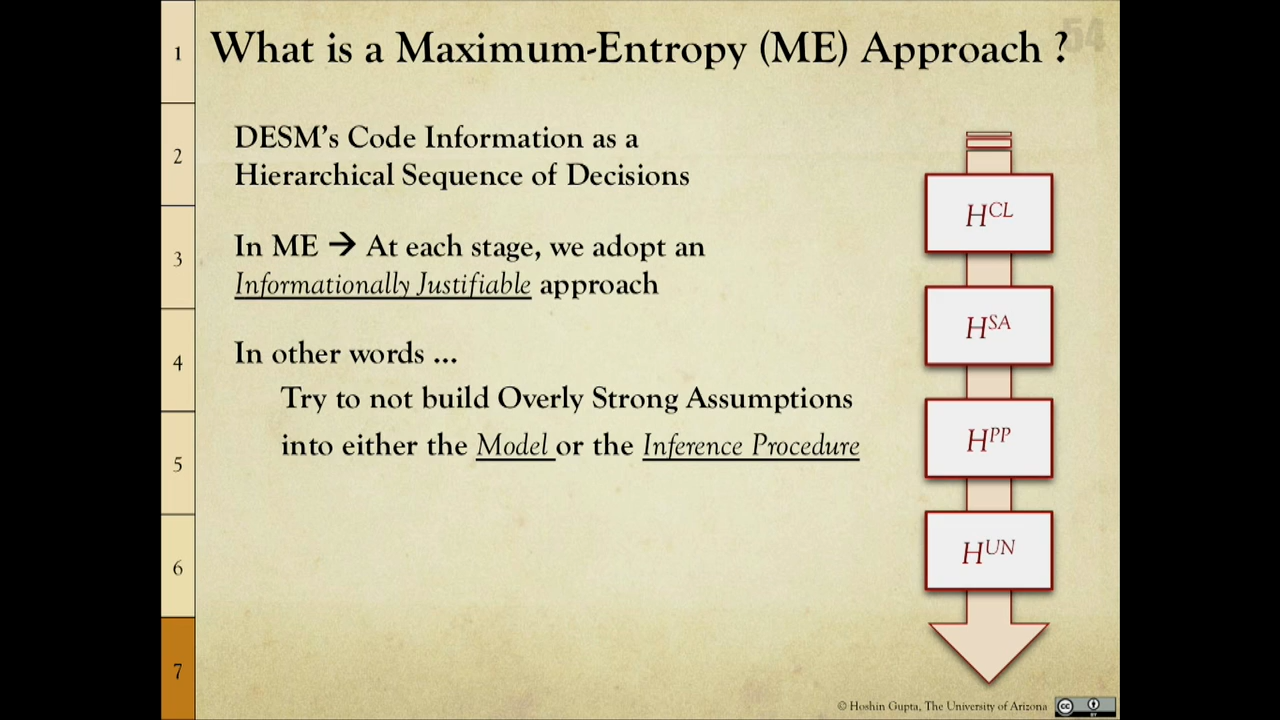 54
What is a Maximum-Entropy (ME) Approach ?
1
2
3
4
5
6
7
DESM's Code Information as a
Hierarchical Sequence of Decisions
In ME → At each stage, we adopt an
Informationally Justifiable approach
In other words ...
Try to not build Overly Strong Assumptions
into either the Model or the Inference Procedure
H^CL
H^SA
H^PP
H^UN
© Hoshin Gupta, The University of Arizona
cc
BY